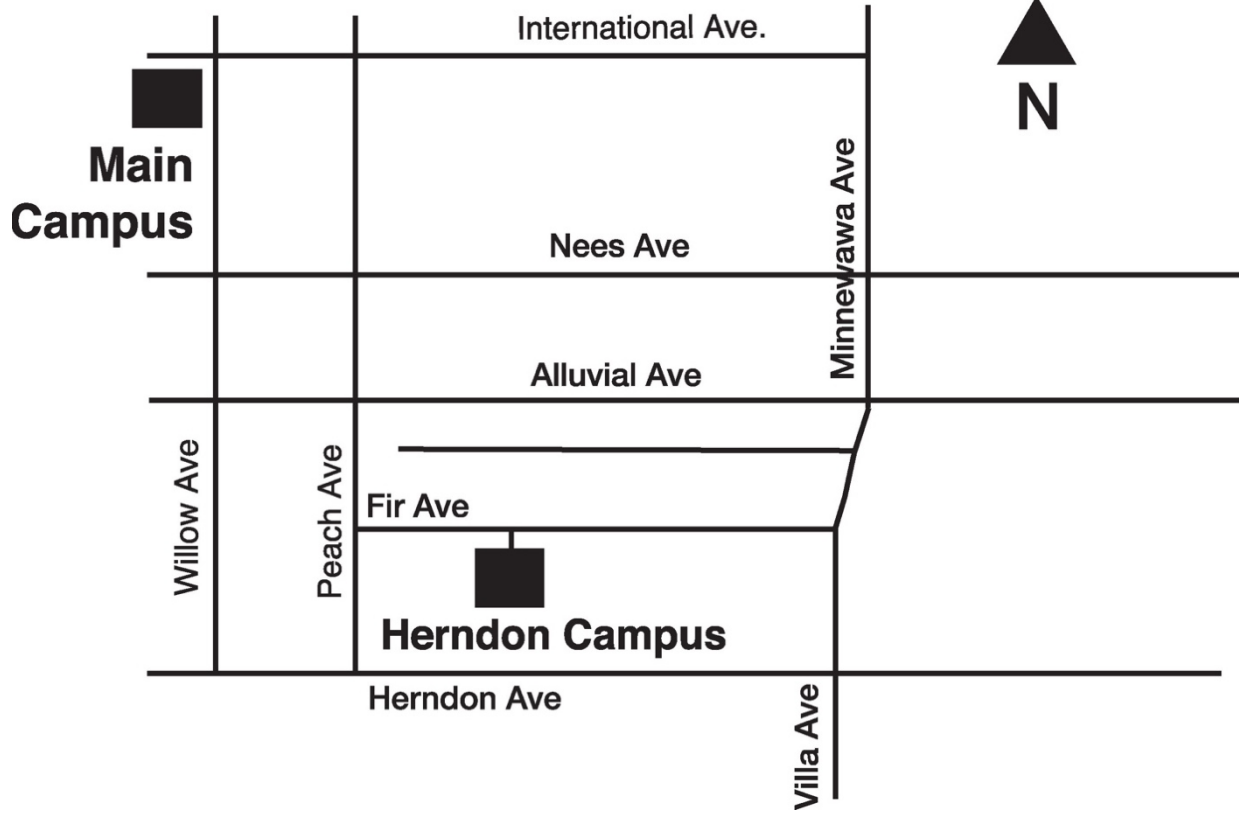 International Ave.
N
Main
Campus
Minnewawa Ave
Nees Ave
Alluvial Ave
Willow Ave
Peach Ave
Fir Ave
Herndon Campus
Herndon Ave
Villa Ave